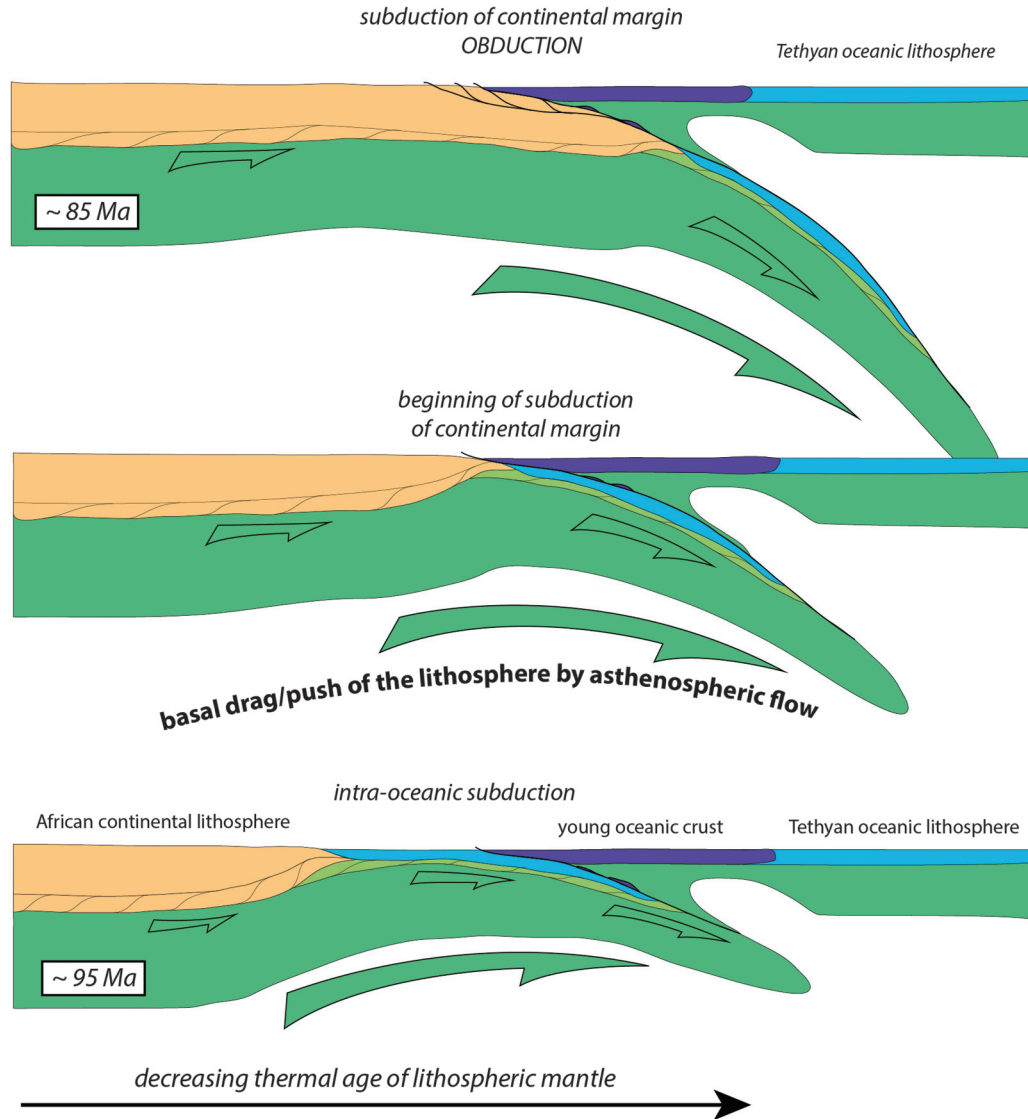 subduction of continental margin
OBDUCTION
Tethyan oceanic lithosphere
~ 85 Ma
beginning of subduction
of continental margin
basal drag/push of the lithosphere by asthenospheric flow
intra-oceanic subduction
African continental lithosphere
young oceanic crust
Tethyan oceanic lithosphere
~ 95 Ma
decreasing thermal age of lithospheric mantle